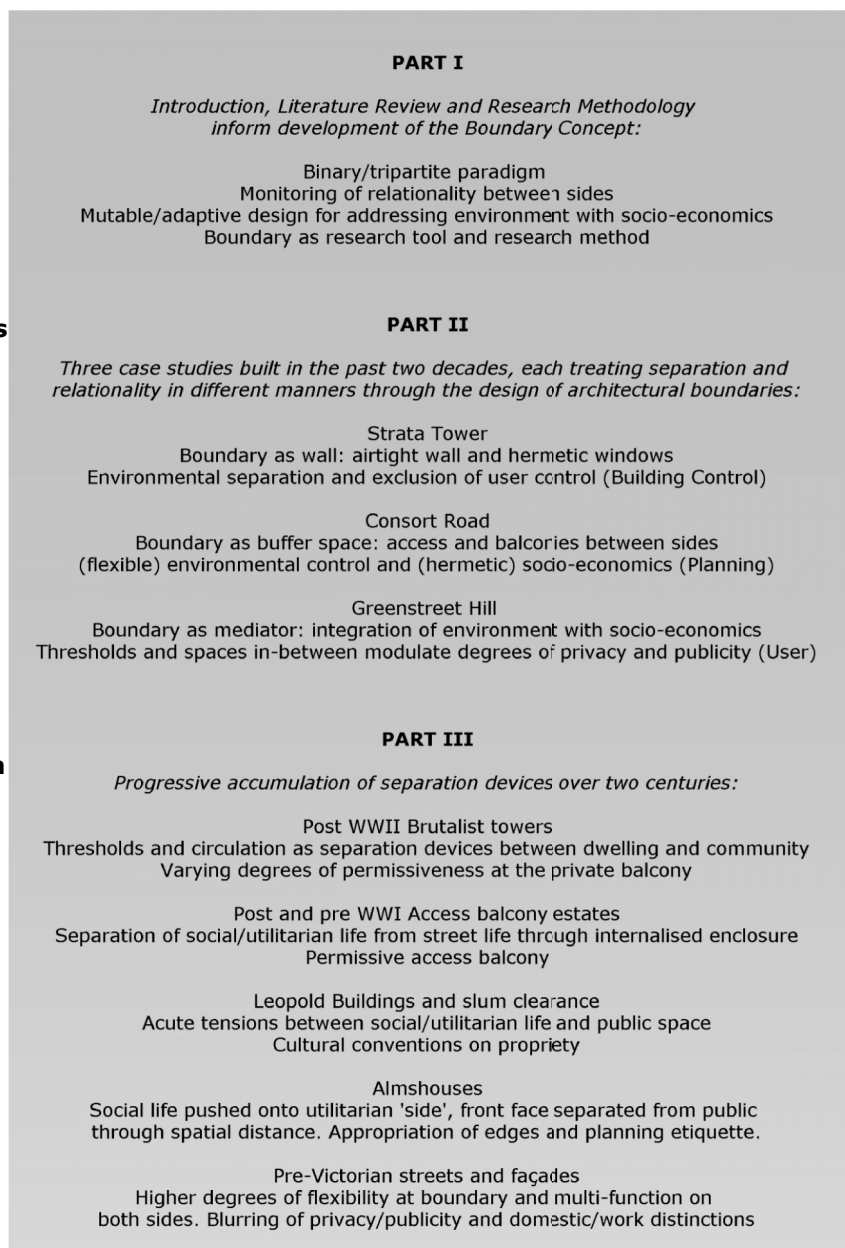 PART I
Introduction, Literature Review and Research Methodology
inform development of the Boundary Concept:
Binary/tripartite paradigm
Monitoring of relationality between sides
Mutable/adaptive design for addressing environment with socio-economics
Boundary as research tool and research method
s
PART II
Three case studies built in the past two decades, each treating separation and
relationality in different manners through the design of architectural boundaries:
Strata Tower
Boundary as wall: airtight wall and hermetic windows
Environmental separation and exclusion of user control (Building Control)
Consort Road
Boundary as buffer space: access and balconies between sides
(flexible) environmental control and (hermetic) socio-economics (Planning)
Greenstreet Hill
Boundary as mediator: integration of environment with socio-economics
Thresholds and spaces in-between modulate degrees of privacy and publicity (User)
PART III
Progressive accumulation of separation devices over two centuries:
Post WWII Brutalist towers
Thresholds and circulation as separation devices between dwelling and community
Varying degrees of permissiveness at the private balcony
Post and pre WWI Access balcony estates
Separation of social/utilitarian life from street life through internalised enclosure
Permissive access balcony
Leopold Buildings and slum clearance
Acute tensions between social/utilitarian life and public space
Cultural conventions on propriety
Almshouses
Social life pushed onto utilitarian 'side', front face separated from public
through spatial distance. Appropriation of edges and planning etiquette.
Pre-Victorian streets and façades
Higher degrees of flexibility at boundary and multi-function on
both sides. Blurring of privacy/publicity and domestic/work distinctions